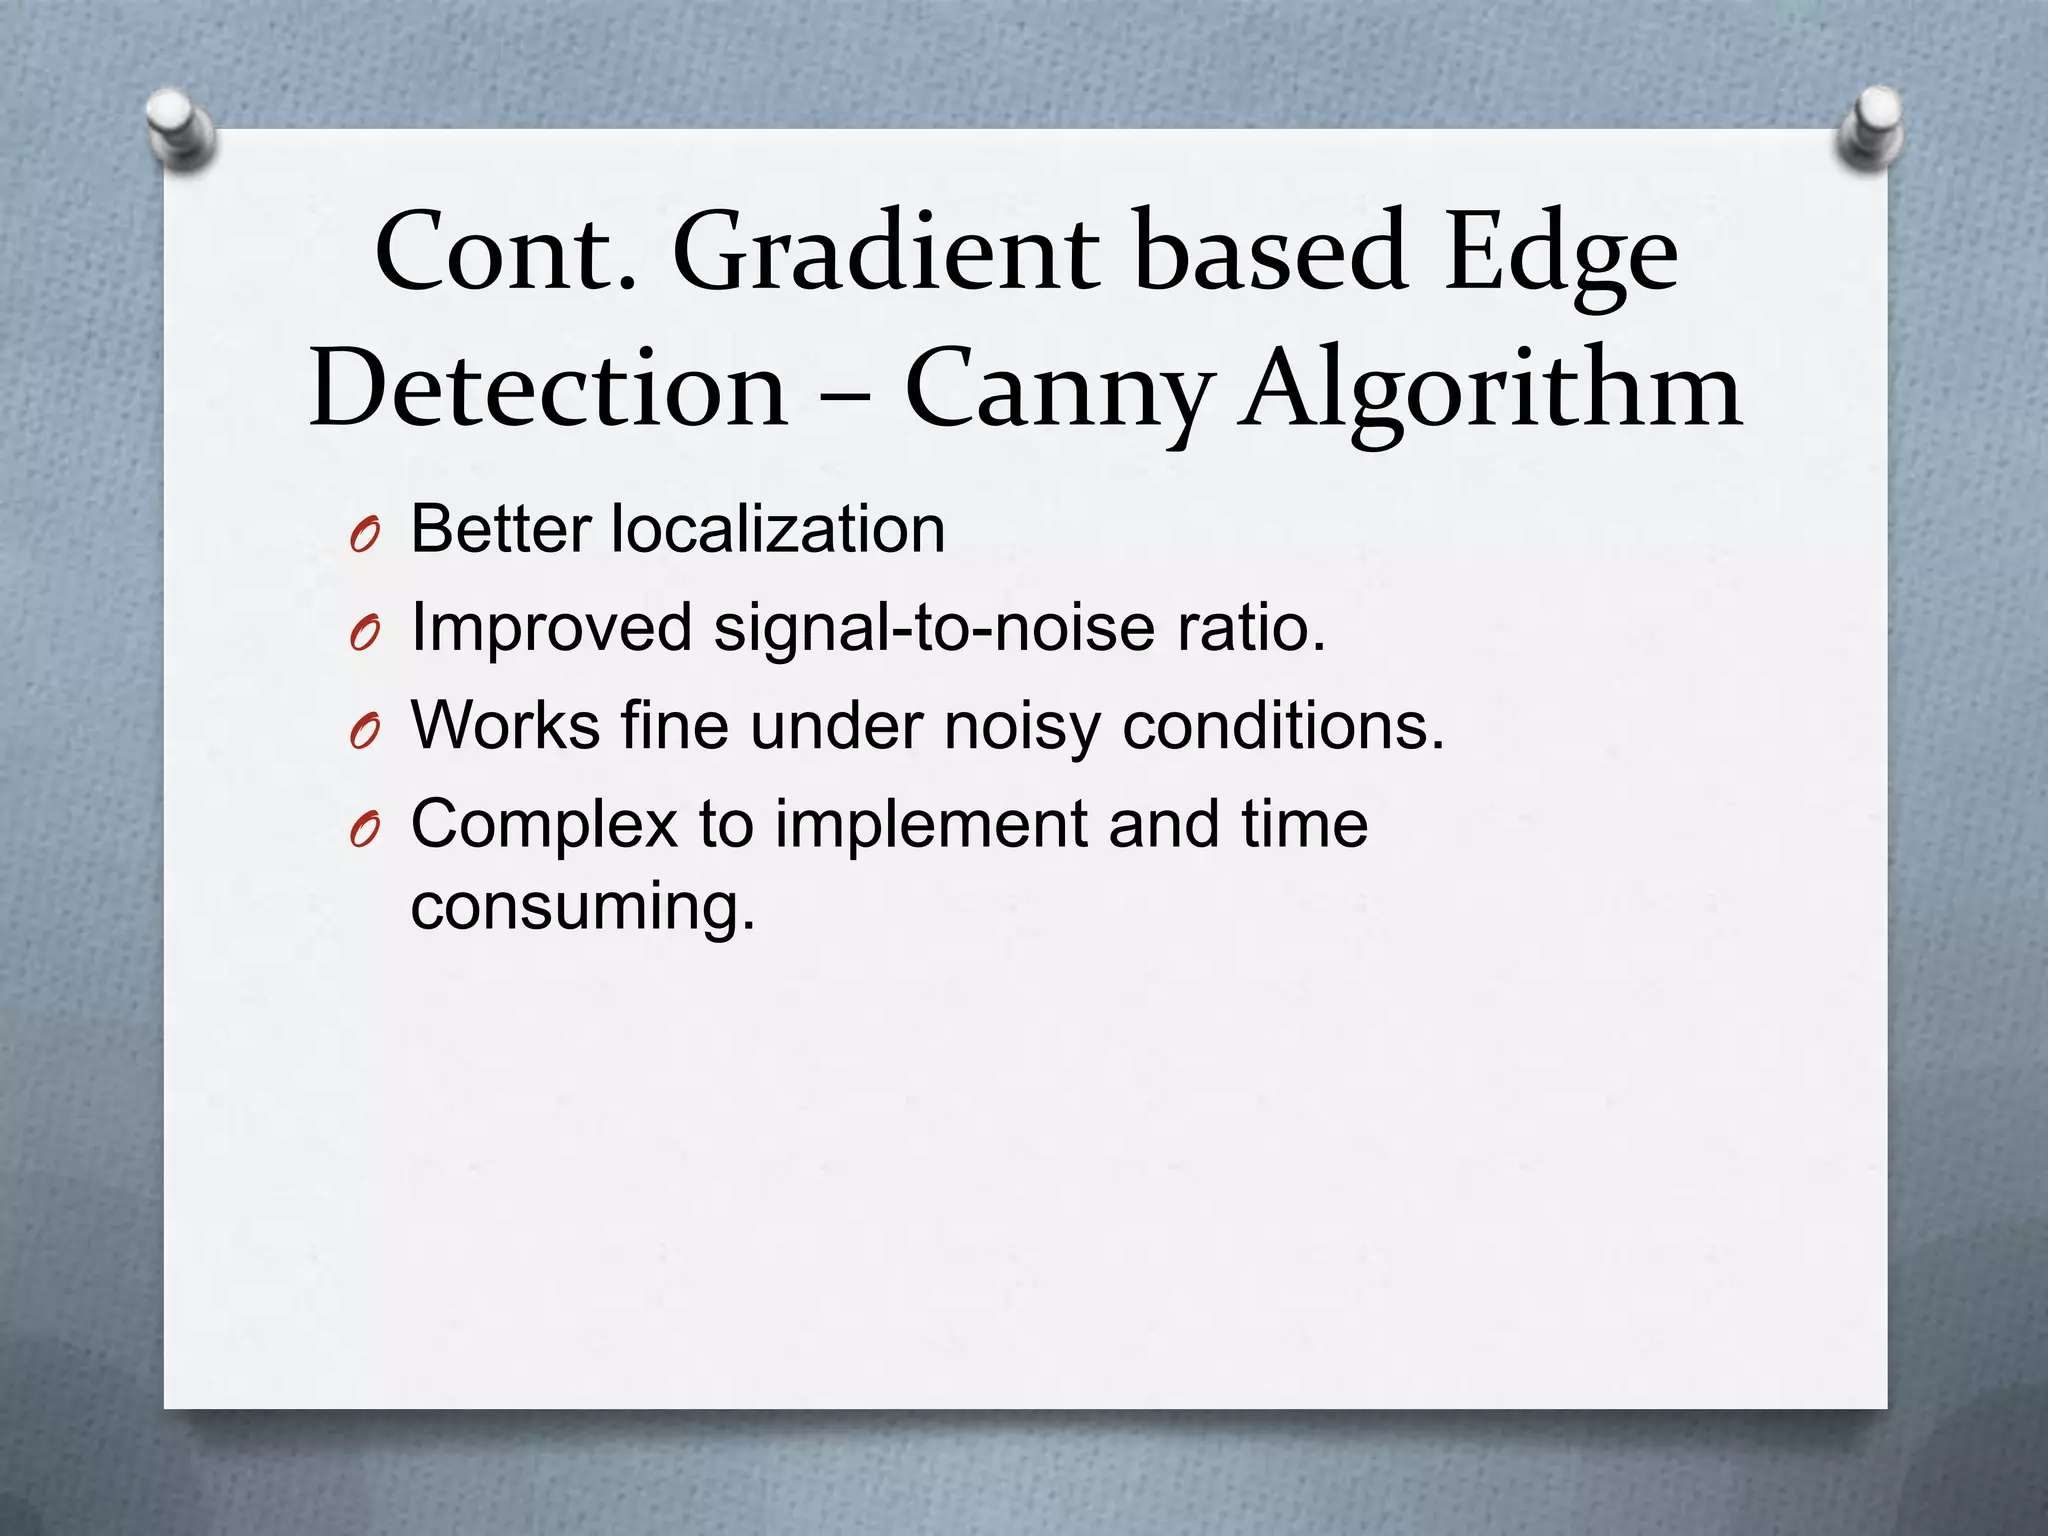 Cont. Gradient based Edge
Detection – Canny Algorithm
Better localization
Improved signal-to-noise ratio.
Works fine under noisy conditions.
Complex to implement and time
consuming.